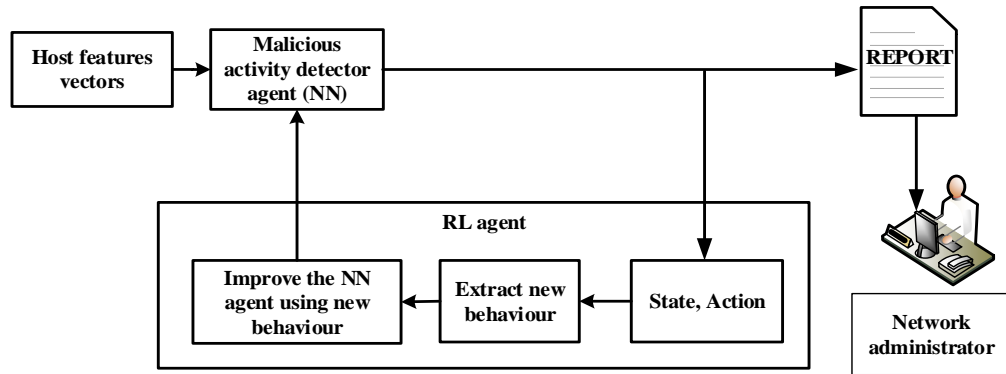 Host features
vectors
Malicious
activity detector
agent (NN)
REPORT
RL agent
Improve the NN
agent using new
behaviour
Extract new
behaviour
State, Action
Network
administrator